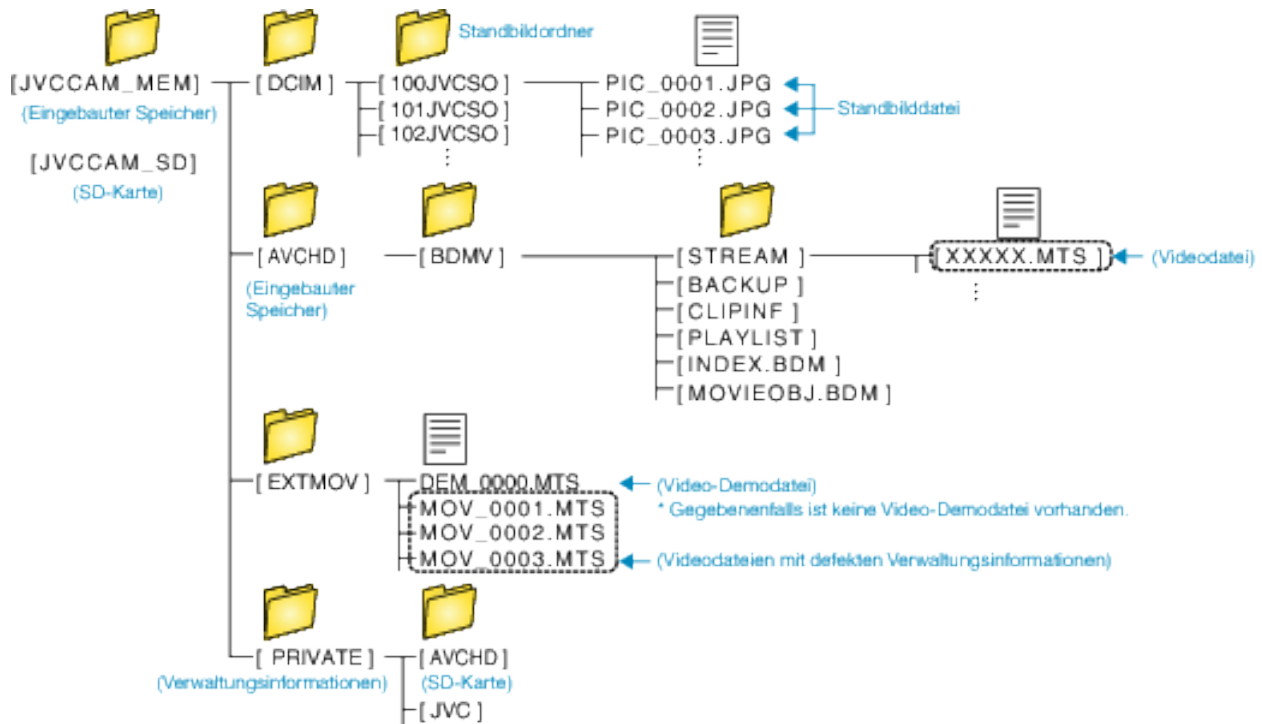 Standbildordner
[JVCCAM_MEM] [DCIM] [100JVCSO] PIC_0001.JPG
(Eingebauter Speicher) [101JVCSO] PIC_0002.JPG Standbilddatei
[102JVCSO] PIC_0003.JPG
[JVCCAM_SD]
(SD-Karte)
[AVCHD] [BDMV] [STREAM] [XXXXX.MTS] (Videodatei)
(Eingebauter
Speicher)
[BACKUP]
[CLIPINF]
[PLAYLIST]
[INDEX.BDM]
[MOVIEOBJ.BDM]
[EXTMOV] DEM_0000.MTS (Video-Demodatei)
MOV_0001.MTS * Gegebenenfalls ist keine Video-Demodatei vorhanden.
MOV_0002.MTS
MOV_0003.MTS (Videodateien mit defekten Verwaltungsinformationen)
[PRIVATE] [AVCHD]
(Verwaltungsinformationen) (SD-Karte)
[JVC]